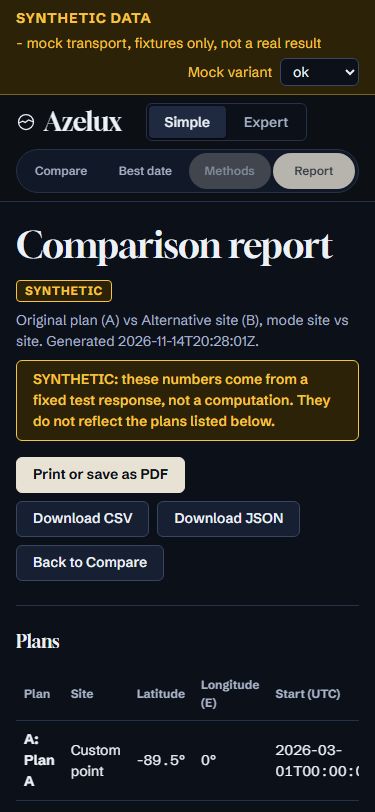 SYNTHETIC DATA
- mock transport, fixtures only, not a real result
Mock variant ok
Azelux Simple Expert
Compare Best date Methods Report
Comparison report
SYNTHETIC
Original plan (A) vs Alternative site (B), mode site vs
site. Generated 2026-11-14T20:28:01Z.
SYNTHETIC: these numbers come from a
fixed test response, not a computation. They
do not reflect the plans listed below.
Print or save as PDF
Download CSV Download JSON
Back to Compare
Plans
Plan Site Latitude Longitude (E) Start (UTC)
A: Plan A Custom point -89.5° 0° 2026-03-01T00:00: